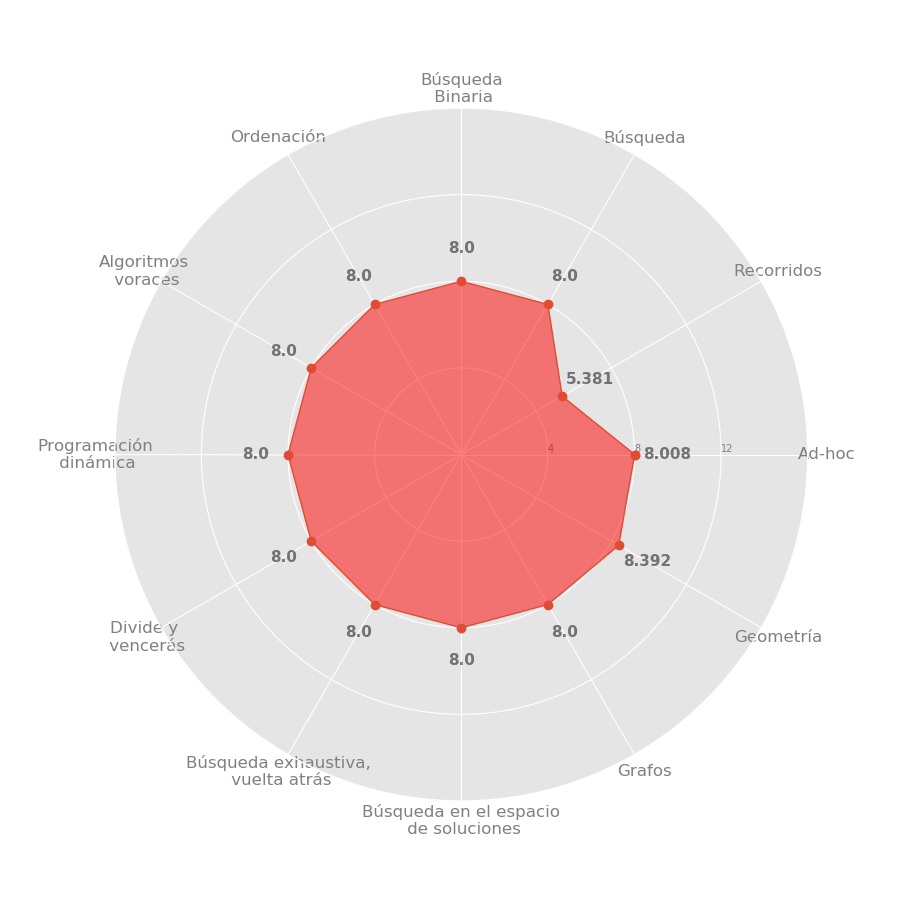 Búsqueda
Binaria
Ordenación
Búsqueda
8.0
Algoritmos
voraces
8.0
8.0
Recorridos
8.0
5.381
Programación
dinámica
8.0
4
8
8.008
12
Ad-hoc
8.0
8.392
Divide y
vencerás
8.0
8.0
Geometría
8.0
Búsqueda exhaustiva,
vuelta atrás
Grafos
Búsqueda en el espacio
de soluciones